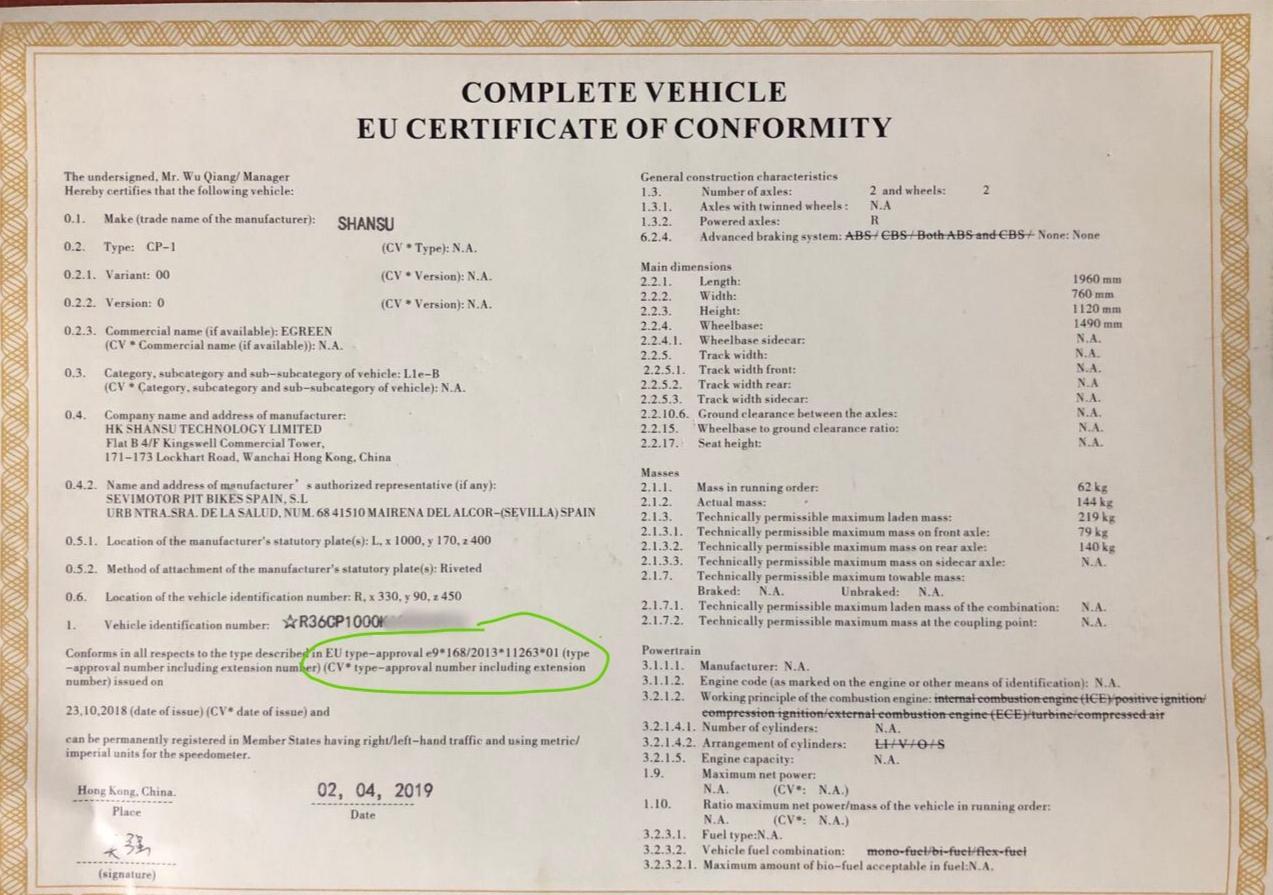 COMPLETE VEHICLE
EU CERTIFICATE OF CONFORMITY
The undersigned, Mr. Wu Qiang/ Manager
Hereby certifies that the following vehicle:
0.1. Make (trade name of the manufacturer): SHANSU
0.2. Type: CP-1 (CV * Type): N.A.
0.2.1. Variant: 00 (CV * Version): N.A.
0.2.2. Version: 0 (CV * Version): N.A.
0.2.3. Commercial name (if available): EGREEN
(CV * Commercial name (if available)): N.A.
0.3. Category, subcategory and sub-subcategory of vehicle: L1e-B
(CV * Category, subcategory and sub-subcategory of vehicle): N.A.
0.4. Company name and address of manufacturer:
HK SHANSU TECHNOLOGY LIMITED
Flat B 4/F Kingswell Commercial Tower,
171-173 Lockhart Road, Wanchai Hong Kong, China
0.4.2. Name and address of manufacturer's authorized representative (if any):
SEVIMOTOR PIT BIKES SPAIN, S.L
URB NTRA.SRA. DE LA SALUD, NUM. 68 41510 MAIRENA DEL ALCOR-(SEVILLA) SPAIN
0.5.1. Location of the manufacturer's statutory plate(s): L, x 1000, y 170, z 400
0.5.2. Method of attachment of the manufacturer's statutory plate(s): Riveted
0.6. Location of the vehicle identification number: R, x 330, y 90, z 450
1. Vehicle identification number: ☆R36CP1000K
Conforms in all respects to the type described in EU type-approval e9*168/2013*11263*01 (type
-approval number including extension number) (CV* type-approval number including extension
number) issued on
23,10,2018 (date of issue) (CV* date of issue) and
can be permanently registered in Member States having right/left-hand traffic and using metric/
imperial units for the speedometer.
Hong Kong, China. 02, 04, 2019
Place Date
(signature)
General construction characteristics
1.3. Number of axles: 2 and wheels: 2
1.3.1. Axles with twinned wheels : N.A
1.3.2. Powered axles: R
6.2.4. Advanced braking system: ABS / CBS / Both ABS and CBS / None: None
Main dimensions
2.2.1. Length: 1960 mm
2.2.2. Width: 760 mm
2.2.3. Height: 1120 mm
2.2.4. Wheelbase: 1490 mm
2.2.4.1. Wheelbase sidecar: N.A.
2.2.5. Track width: N.A.
2.2.5.1. Track width front: N.A.
2.2.5.2. Track width rear: N.A
2.2.5.3. Track width sidecar: N.A.
2.2.10.6. Ground clearance between the axles: N.A.
2.2.15. Wheelbase to ground clearance ratio: N.A.
2.2.17. Seat height: N.A.
Masses
2.1.1. Mass in running order: 62 kg
2.1.2. Actual mass: 144 kg
2.1.3. Technically permissible maximum laden mass: 219 kg
2.1.3.1. Technically permissible maximum mass on front axle: 79 kg
2.1.3.2. Technically permissible maximum mass on rear axle: 140 kg
2.1.3.3. Technically permissible maximum mass on sidecar axle: N.A.
2.1.7. Technically permissible maximum towable mass:
Braked: N.A. Unbraked: N.A.
2.1.7.1. Technically permissible maximum laden mass of the combination: N.A.
2.1.7.2. Technically permissible maximum mass at the coupling point: N.A.
Powertrain
3.1.1.1. Manufacturer: N.A.
3.1.1.2. Engine code (as marked on the engine or other means of identification): N.A.
3.2.1.2. Working principle of the combustion engine: internal combustion engine (ICE)/positive ignition/
compression ignition/external combustion engine (ECE)/turbine/compressed air
3.2.1.4.1. Number of cylinders: N.A.
3.2.1.4.2. Arrangement of cylinders: LI / V / O / S
3.2.1.5. Engine capacity: N.A.
1.9. Maximum net power:
N.A. (CV*: N.A.)
1.10. Ratio maximum net power/mass of the vehicle in running order:
N.A. (CV*: N.A.)
3.2.3.1. Fuel type:N.A.
3.2.3.2. Vehicle fuel combination: mono-fuel/bi-fuel/flex-fuel
3.2.3.2.1. Maximum amount of bio-fuel acceptable in fuel:N.A.